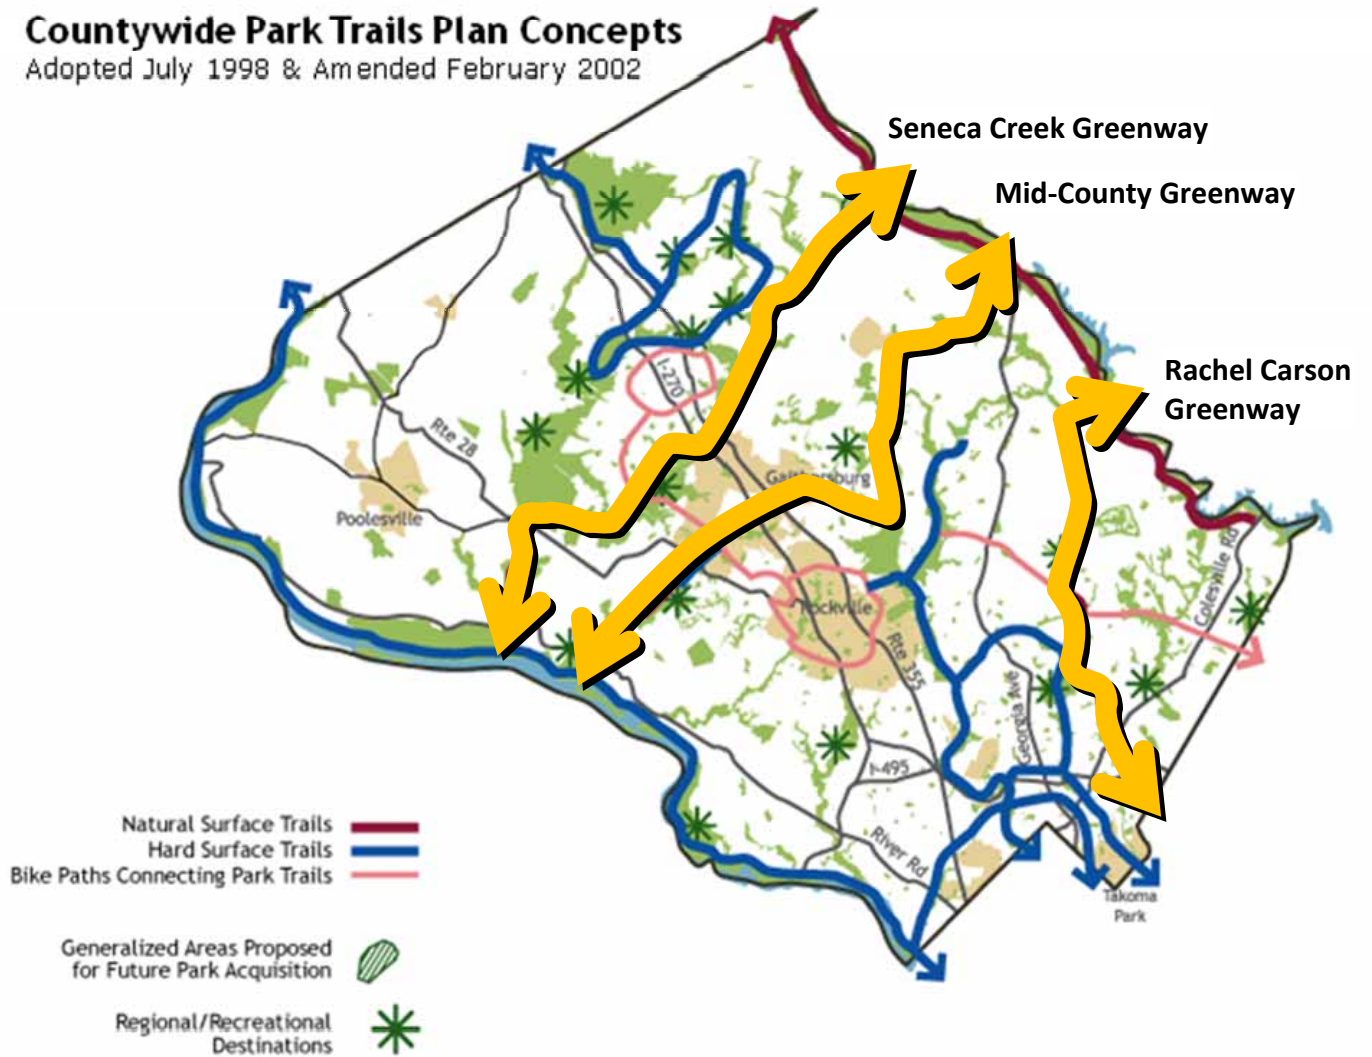 Countywide Park Trails Plan Concepts
Adopted July 1998 & Amended February 2002
Seneca Creek Greenway
Mid-County Greenway
Rachel Carson
Greenway
I-270
Rte 28
Gaithersburg
Poolesville
Rockville
Colesville Rd
Rte 355
Georgia Ave
I-495
River Rd
Takoma
Park
Natural Surface Trails
Hard Surface Trails
Bike Paths Connecting Park Trails
Generalized Areas Proposed
for Future Park Acquisition
Regional/Recreational
Destinations